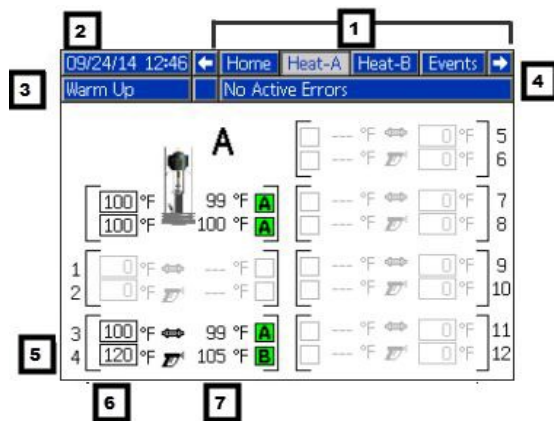 1
2
09/24/14 12:46 Home Heat-A Heat-B Events
3 Warm Up No Active Errors 4
A
--- °F 0 °F 5
--- °F 0 °F 6
100 °F 99 °F A --- °F 0 °F 7
100 °F 100 °F A --- °F 0 °F 8
1 0 °F --- °F --- °F 0 °F 9
2 0 °F --- °F --- °F 0 °F 10
3 100 °F 99 °F A --- °F 0 °F 11
5 4 120 °F 105 °F B --- °F 0 °F 12
6 7